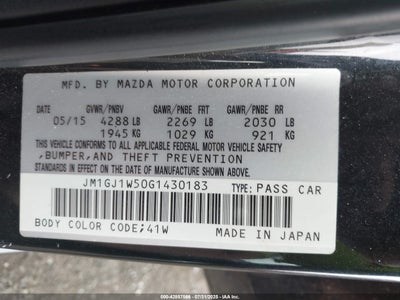 MFD. BY MAZDA MOTOR CORPORATION
DATE GVWR/PNBV GAWR/PNBE FRT GAWR/PNBE RR
05/15 4288 LB 2269 LB 2030 LB
1945 KG 1029 KG 921 KG
THIS VEHICLE CONFORMS TO ALL APPLICABLE FEDERAL MOTOR VEHICLE SAFETY
,BUMPER,AND THEFT PREVENTION
STANDARDS IN EFFECT ON THE DATE OF MANUFACTURE SHOWN ABOVE.
JM1GJ1W50G1430183 TYPE: PASS CAR
BODY COLOR CODE;41W MADE IN JAPAN